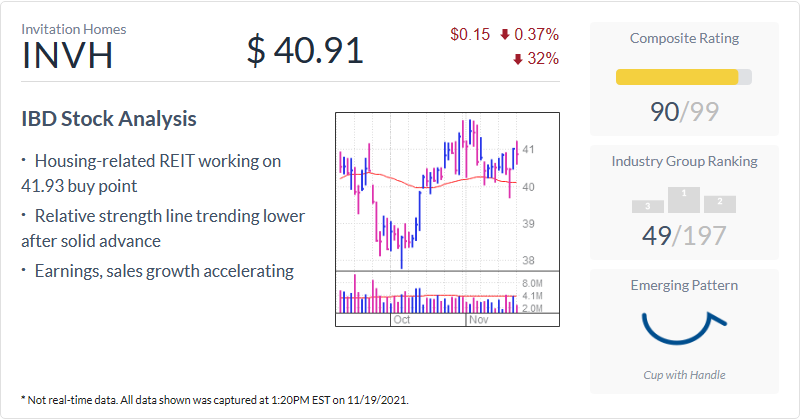 Invitation Homes
INVH
$ 40.91
$0.15 0.37%
32%
Composite Rating
90/99
IBD Stock Analysis
· Housing-related REIT working on
41.93 buy point
· Relative strength line trending lower
after solid advance
· Earnings, sales growth accelerating
41
40
39
38
8.0M
4.1M
2.0M
Oct Nov
Industry Group Ranking
3 1 2
49/197
Emerging Pattern
Cup with Handle
* Not real-time data. All data shown was captured at 1:20PM EST on 11/19/2021.